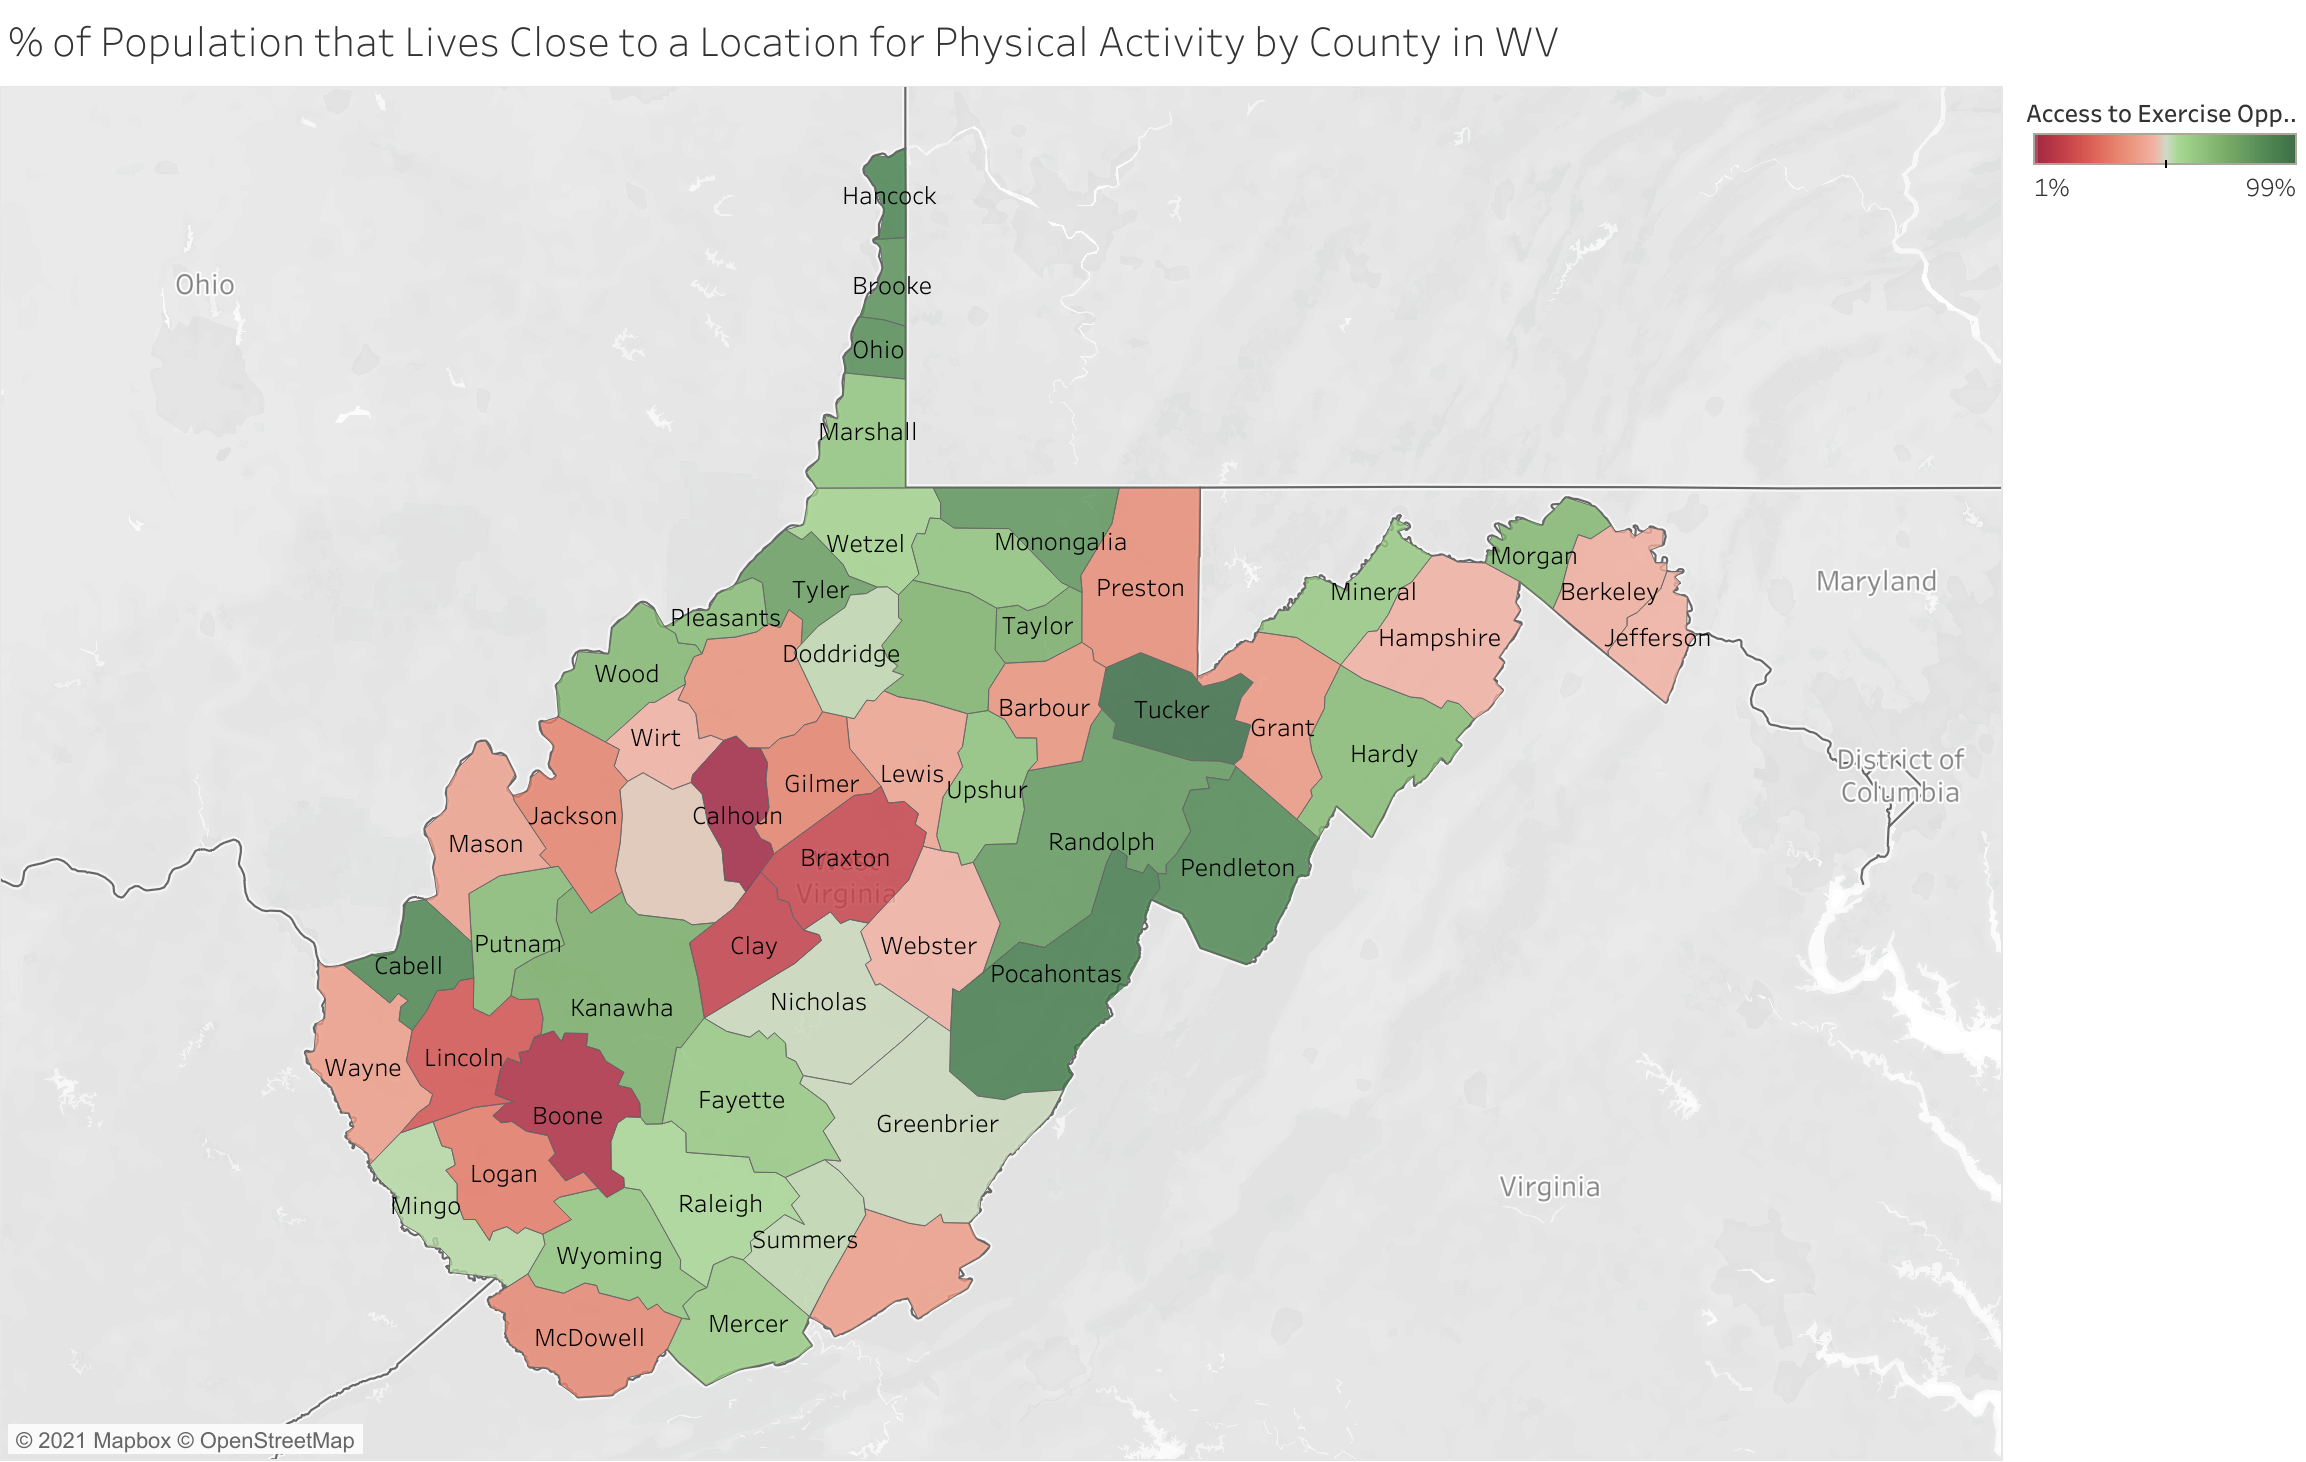 % of Population that Lives Close to a Location for Physical Activity by County in WV
Access to Exercise Opp..
1% 99%
Hancock
Ohio
Brooke
Ohio
Marshall
Wetzel
Monongalia
Morgan
Maryland
Tyler
Preston
Mineral
Berkeley
Pleasants
Taylor
Hampshire
Jefferson
Doddridge
Wood
Barbour
Tucker
Grant
Wirt
Hardy
District of
Columbia
Lewis
Gilmer
Upshur
Jackson
Calhoun
Mason
Randolph
Braxton
West
Virginia
Pendleton
Putnam
Clay
Webster
Cabell
Pocahontas
Nicholas
Kanawha
Lincoln
Wayne
Fayette
Boone
Greenbrier
Logan
Virginia
Mingo
Raleigh
Summers
Wyoming
Mercer
McDowell
© 2021 Mapbox © OpenStreetMap